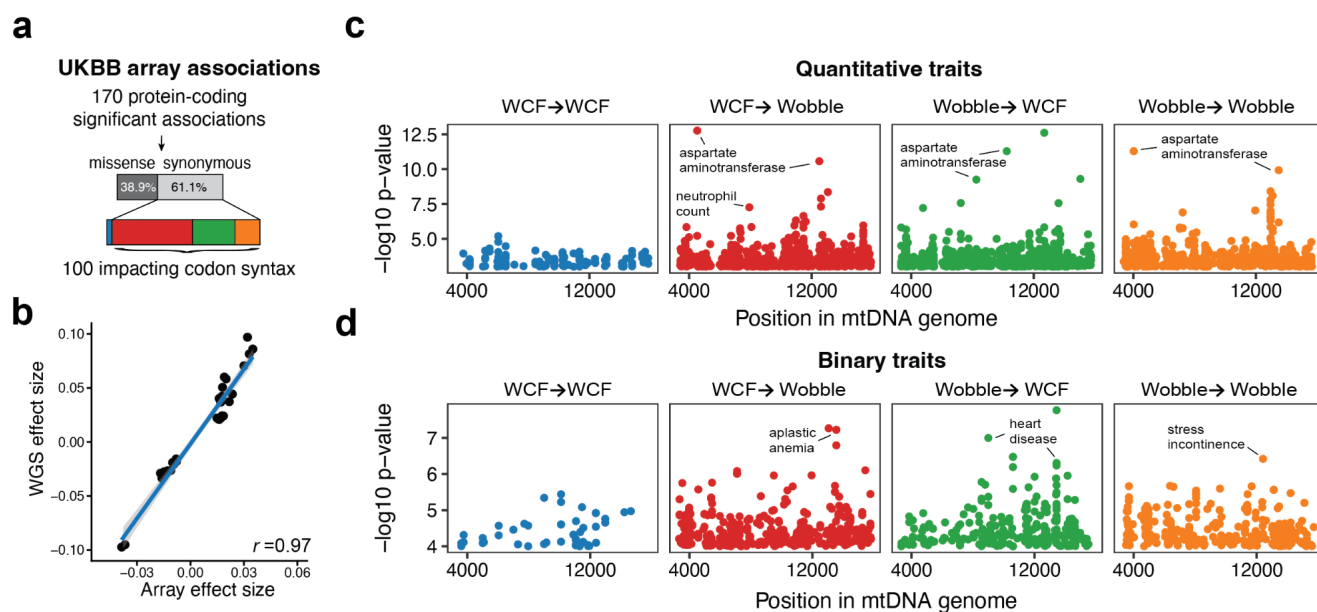 a
UKBB array associations
170 protein-coding
significant associations
missense synonymous
38.9% 61.1%
100 impacting codon syntax
b
WGS effect size
0.10
0.05
0.00
−0.05
−0.10
r=0.97
−0.03 0.00 0.03 0.06
Array effect size
c
Quantitative traits
WCF→WCF WCF→Wobble Wobble→WCF Wobble→Wobble
−log10 p−value
12.5
10.0
7.5
5.0
aspartate
aminotransferase
neutrophil
count
aspartate
aminotransferase
aspartate
aminotransferase
4000 12000 4000 12000 4000 12000 4000 12000
Position in mtDNA genome
d
Binary traits
WCF→WCF WCF→Wobble Wobble→WCF Wobble→Wobble
−log10 p−value
7
6
5
4
aplastic
anemia
heart
disease
stress
incontinence
4000 12000 4000 12000 4000 12000 4000 12000
Position in mtDNA genome